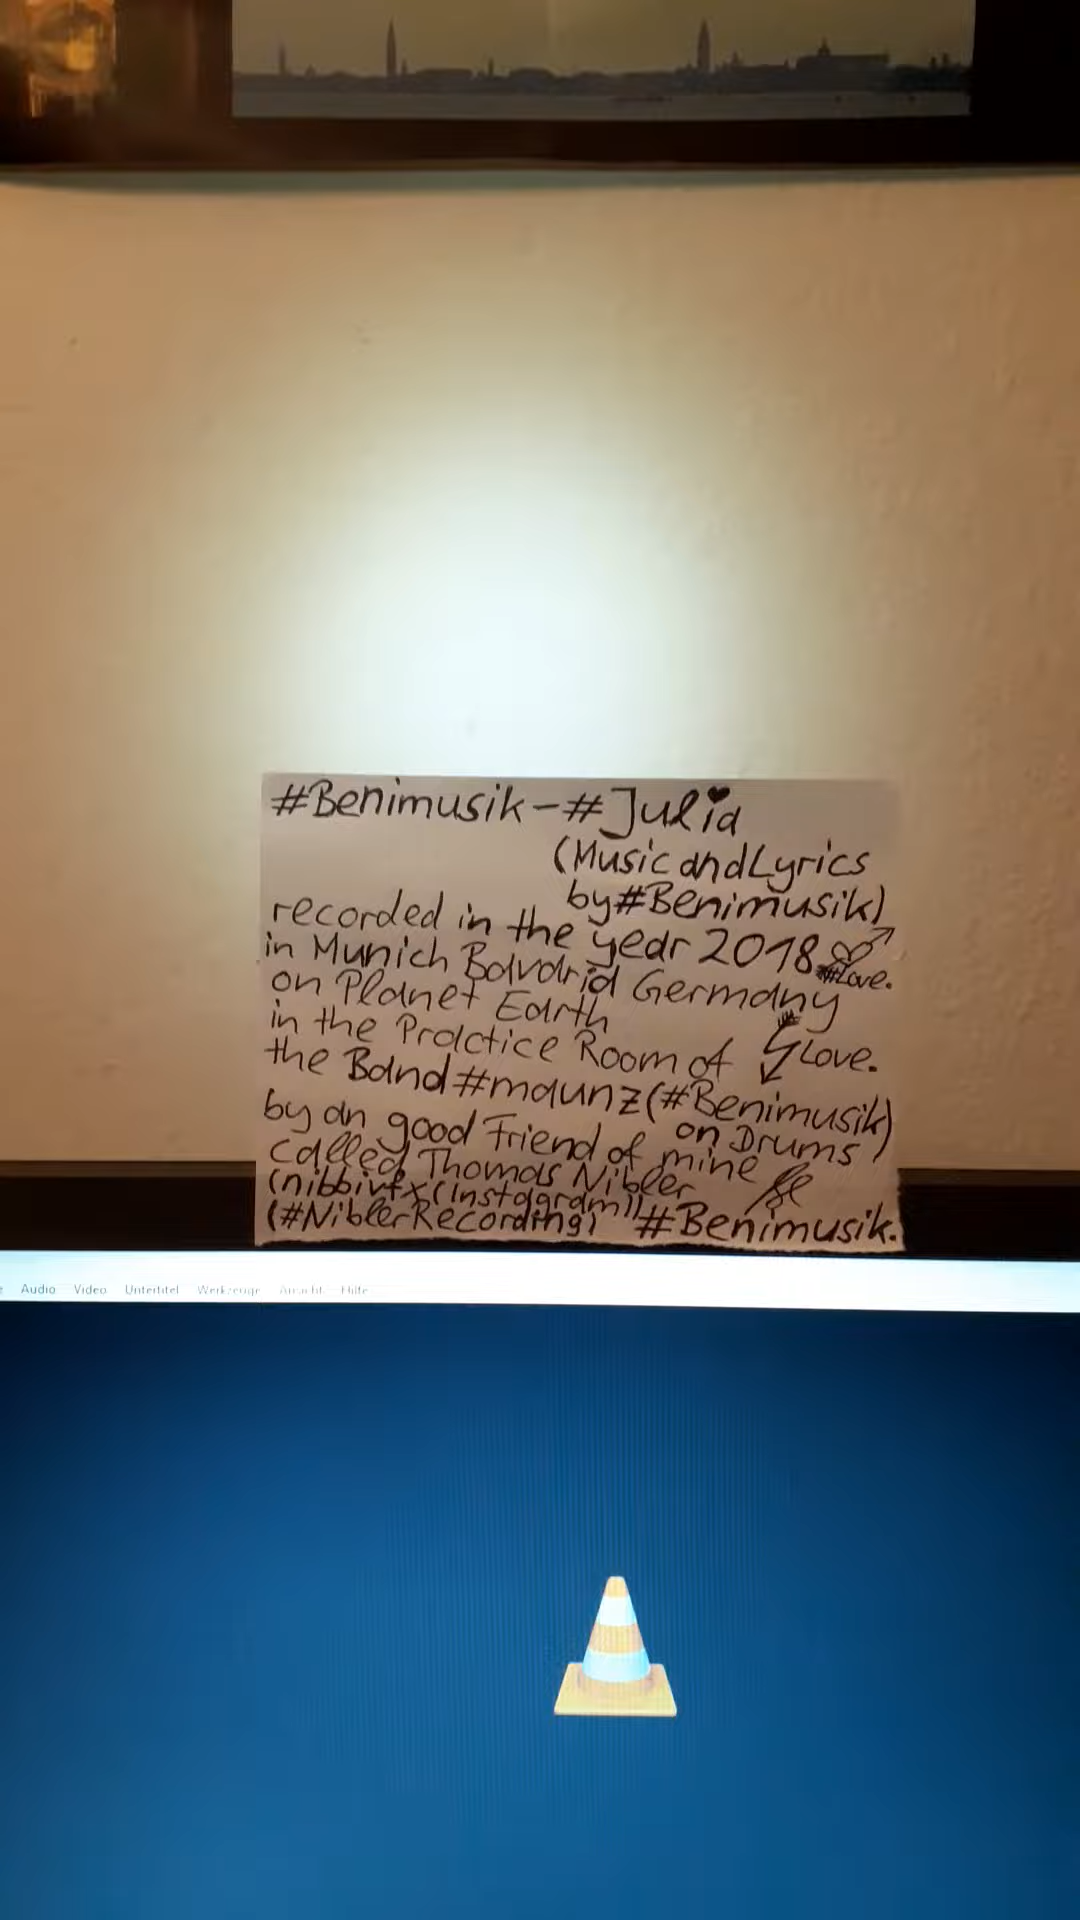 #Benimusik-#Julia
(Music and Lyrics
by #Benimusik)
recorded in the year 2018
#Love.
in Munich Bavaria Germany
on Planet Earth
in the Practice Room of
Love.
the Band #maunz (#Benimusik)
on Drums)
by an good Friend of mine
called Thomas Nibler
(nibbivfx (Instagram))
(#NiblerRecording) #Benimusik.
Audio Video Untertitel Werkzeuge Ansicht Hilfe